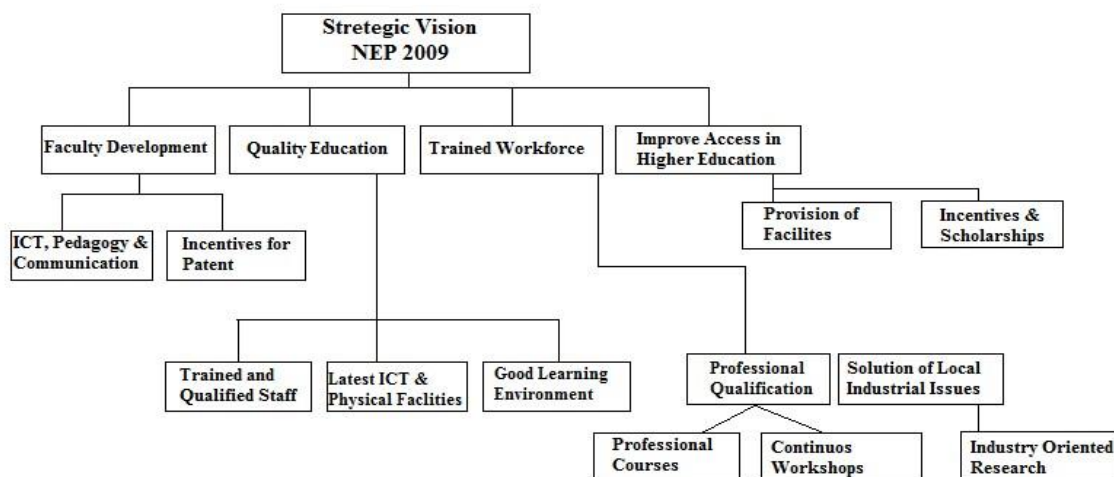 Stretegic Vision
NEP 2009
Faculty Development
Quality Education
Trained Workforce
Improve Access in
Higher Education
ICT, Pedagogy &
Communication
Incentives for
Patent
Provision of
Facilites
Incentives &
Scholarships
Trained and
Qualified Staff
Latest ICT &
Physical Faclities
Good Learning
Environment
Professional
Qualification
Solution of Local
Industrial Issues
Professional
Courses
Continuos
Workshops
Industry Oriented
Research